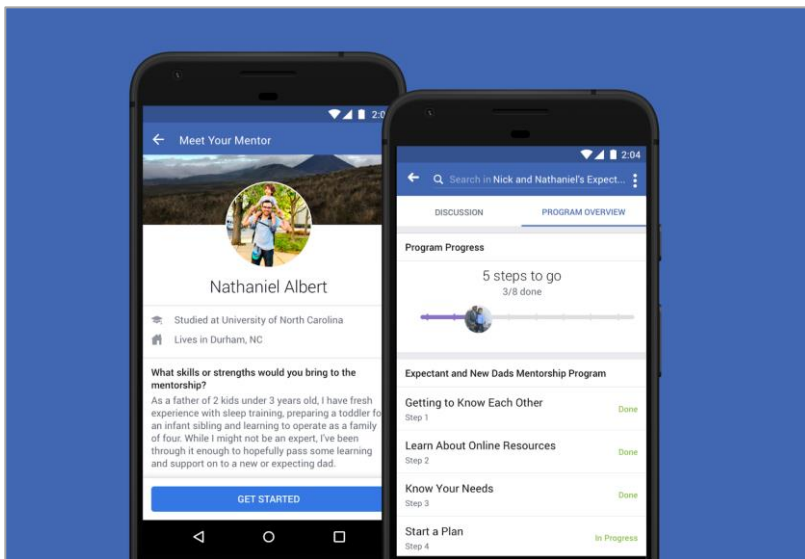 2:0
Meet Your Mentor
Nathaniel Albert
Studied at University of North Carolina
Lives in Durham, NC
What skills or strengths would you bring to the
mentorship?
As a father of 2 kids under 3 years old, I have fresh
experience with sleep training, preparing a toddler fo
an infant sibling and learning to operate as a family
of four. While I might not be an expert, I've been
through it enough to hopefully pass some learning
and support on to a new or expecting dad.
GET STARTED
2:04
Search in Nick and Nathaniel's Expect...
DISCUSSION PROGRAM OVERVIEW
Program Progress
5 steps to go
3/8 done
Expectant and New Dads Mentorship Program
Getting to Know Each Other
Done
Step 1
Learn About Online Resources
Done
Step 2
Know Your Needs
Done
Step 3
Start a Plan
In Progress
Step 4